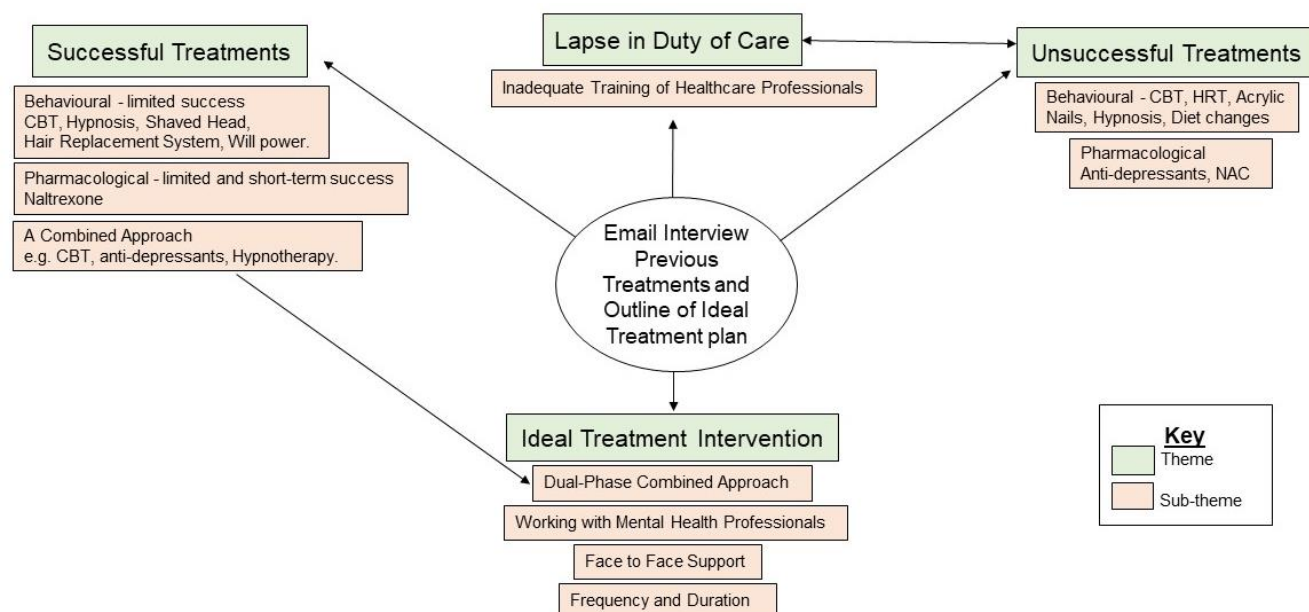 Successful Treatments
Behavioural - limited success
CBT, Hypnosis, Shaved Head,
Hair Replacement System, Will power.
Pharmacological - limited and short-term success
Naltrexone
A Combined Approach
e.g. CBT, anti-depressants, Hypnotherapy.
Lapse in Duty of Care
Inadequate Training of Healthcare Professionals
Unsuccessful Treatments
Behavioural - CBT, HRT, Acrylic
Nails, Hypnosis, Diet changes
Pharmacological
Anti-depressants, NAC
Email Interview
Previous
Treatments and
Outline of Ideal
Treatment plan
Ideal Treatment Intervention
Dual-Phase Combined Approach
Working with Mental Health Professionals
Face to Face Support
Frequency and Duration
Key
Theme
Sub-theme